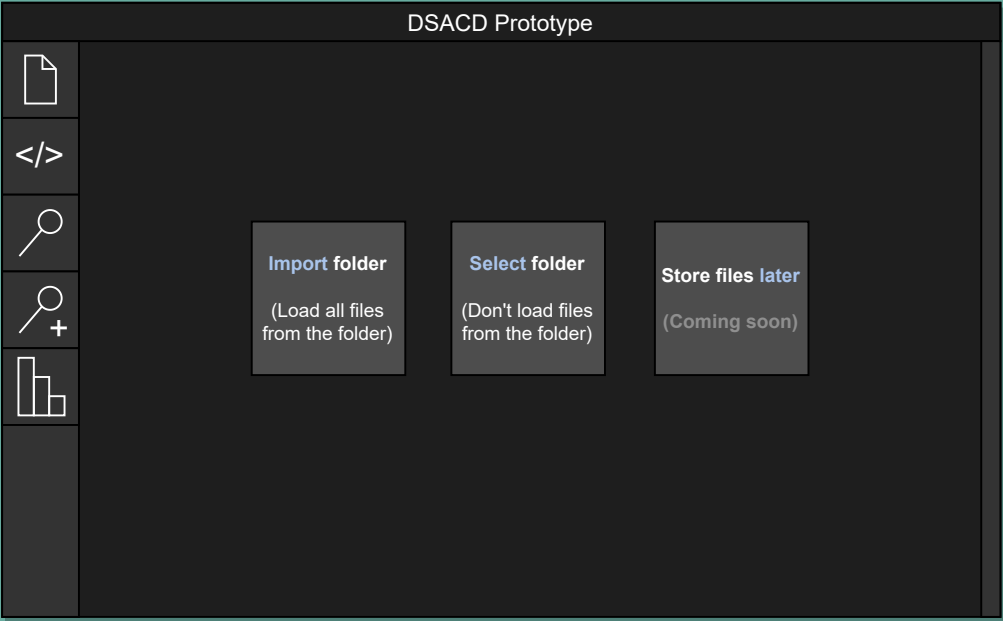 DSACD Prototype
</>
Import folder
(Load all files
from the folder)
Select folder
(Don't load files
from the folder)
Store files later
(Coming soon)